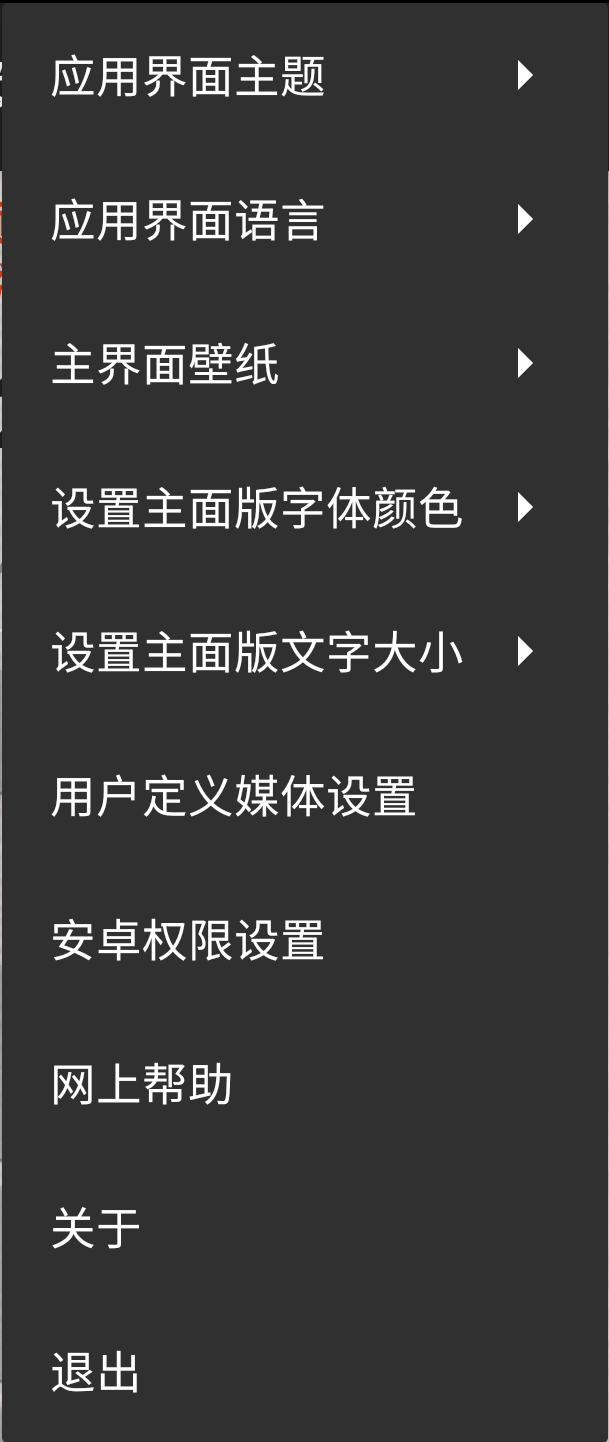 应用界面主题
应用界面语言
主界面壁纸
设置主面版字体颜色
设置主面版文字大小
用户定义媒体设置
安卓权限设置
网上帮助
关于
退出